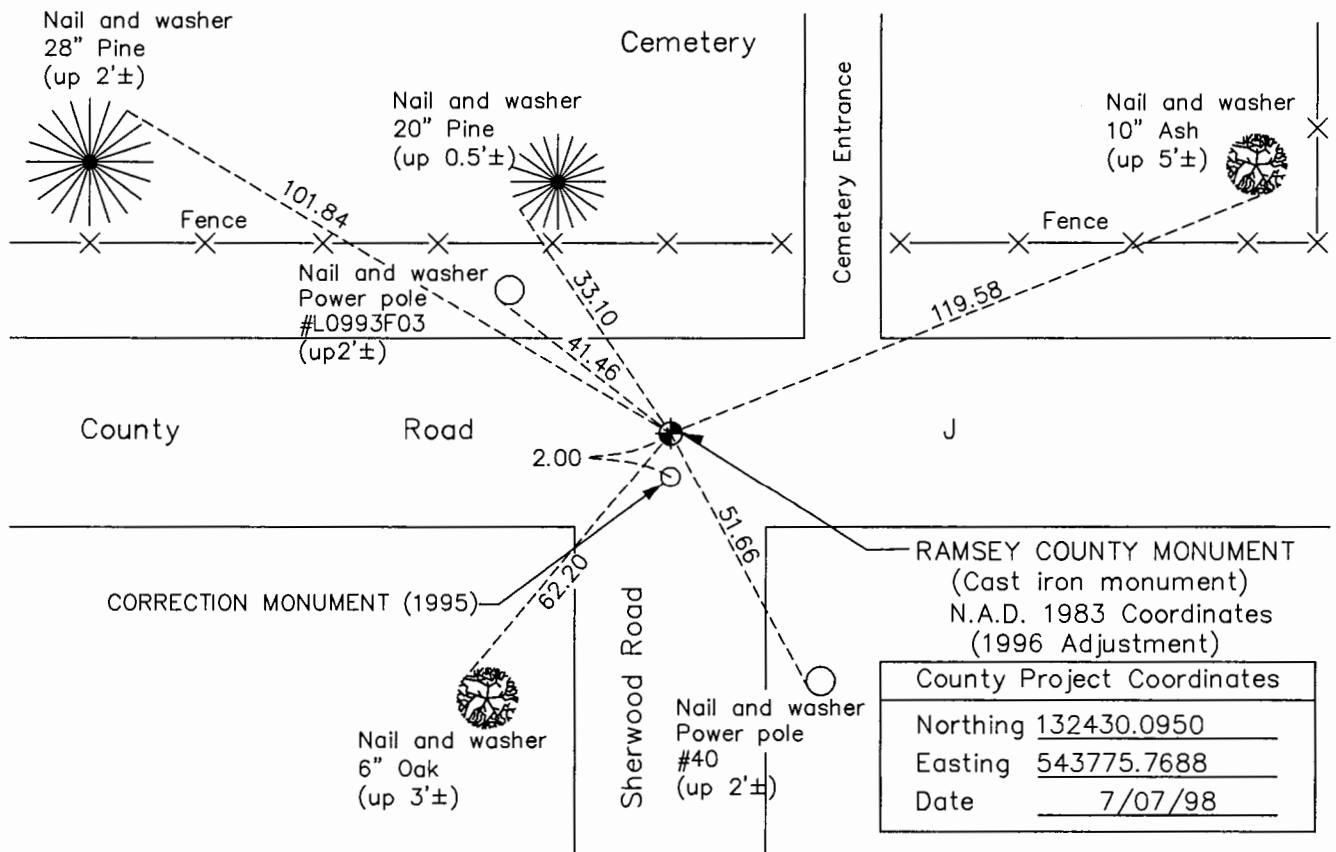 Nail and washer
28" Pine
(up 2'±)
Cemetery
Nail and washer
20" Pine
(up 0.5'±)
Cemetery Entrance
Nail and washer
10" Ash
(up 5'±)
101.84
Fence
Fence
Nail and washer
Power pole
#L0993F03
(up2'±)
33.10
41.46
119.58
County Road J
2.00
51.66
62.20
CORRECTION MONUMENT (1995)
RAMSEY COUNTY MONUMENT
(Cast iron monument)
N.A.D. 1983 Coordinates
(1996 Adjustment)
Sherwood Road
Nail and washer
6" Oak
(up 3'±)
Nail and washer
Power pole
#40
(up 2'±)
County Project Coordinates
Northing 132430.0950
Easting 543775.7688
Date 7/07/98